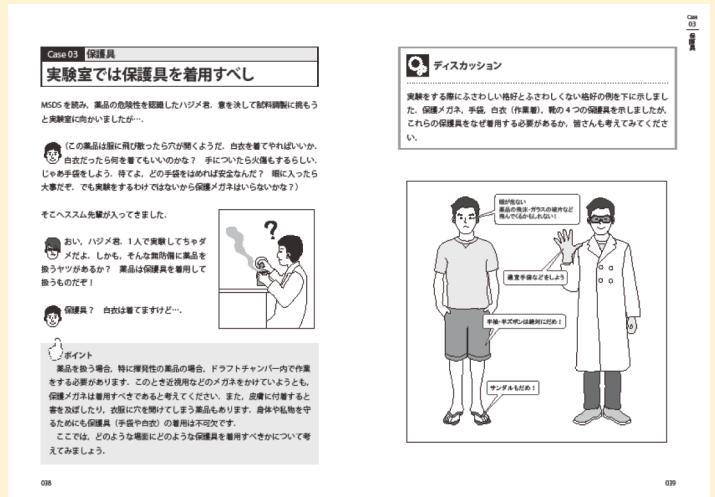 Case 03 保護具
実験室では保護具を着用すべし
MSDS を読み,薬品の危険性を認識したハジメ君.意を決して試料調製に挑もう
と実験室に向かいましたが….
(この薬品は服に飛び散ったら穴が開くようだ.白衣を着てやればいいか.
白衣だったら何を着てもいいのかな? 手についたら火傷もするらしい.
じゃあ手袋をしよう.待てよ,どの手袋をはめれば安全なんだ? 眼に入ったら
大事だぞ.でも実験をするわけではないから保護メガネはいらないかな?)
そこへススム先輩が入ってきました.
おい,ハジメ君.1人で実験してちゃダ
メだよ.しかも,そんな無防備に薬品を
扱うヤツがあるか? 薬品は保護具を着用して
扱うものだぞ!
保護具? 白衣は着てますけど….
?
ポイント
薬品を扱う場合,特に揮発性の薬品の場合,ドラフトチャンバー内で作業
をする必要があります.このとき近視用などのメガネをかけていようとも,
保護メガネは着用すべきであると考えてください.また,皮膚に付着すると
害を及ぼしたり,衣服に穴を開けてしまう薬品もあります.身体や私物を守
るためにも保護具(手袋や白衣)の着用は不可欠です.
ここでは,どのような場面にどのような保護具を着用すべきかについて考
えてみましょう.
038
Case
03
保護具
ディスカッション
実験をする際にふさわしい格好とふさわしくない格好の例を下に示しまし
た.保護メガネ,手袋,白衣(作業着),靴の4つの保護具を示しましたが,
これらの保護具をなぜ着用する必要があるか,皆さんも考えてみてくださ
い.
眼が危ない
薬品の飛沫・ガラスの破片など
飛んでくるかもしれない!
適宜手袋などをしよう
半袖・半ズボンは絶対にだめ!
サンダルもだめ!
039